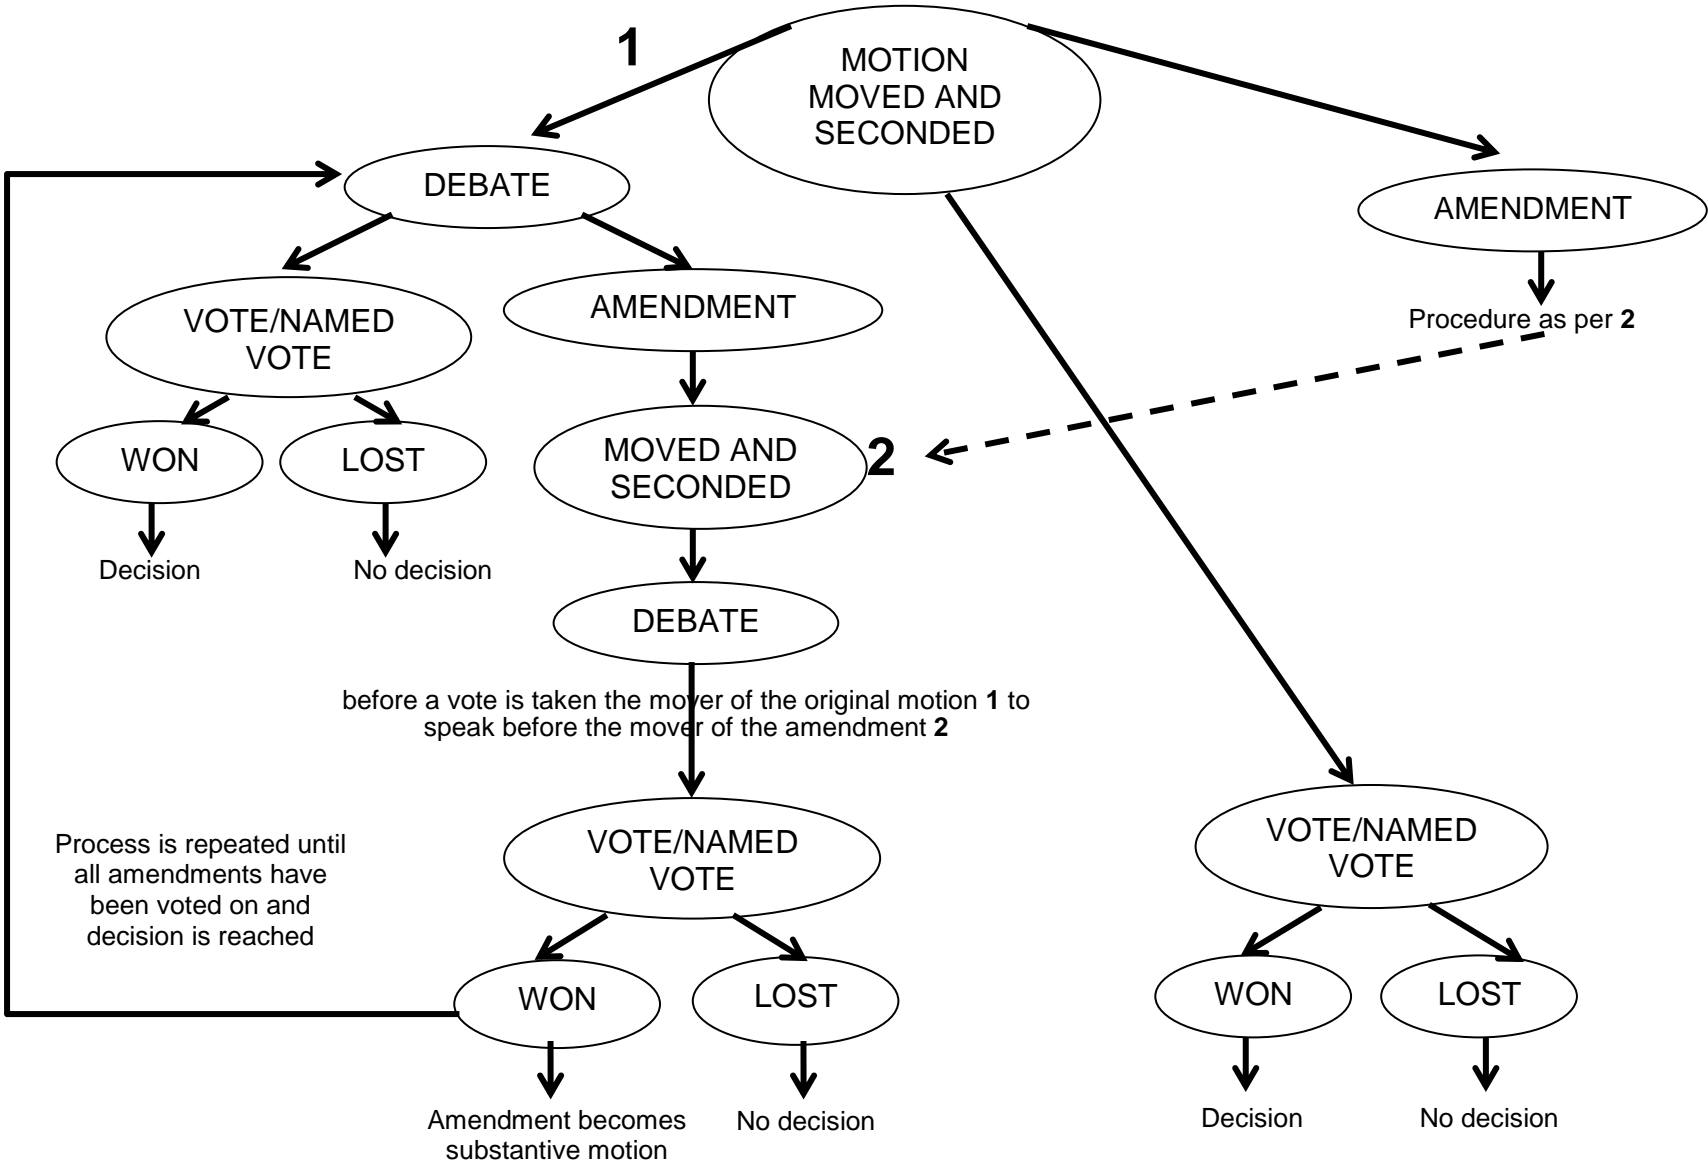 1
MOTION
MOVED AND
SECONDED
DEBATE
AMENDMENT
VOTE/NAMED
VOTE
AMENDMENT
Procedure as per 2
WON
LOST
MOVED AND
SECONDED
2
Decision
No decision
DEBATE
before a vote is taken the mover of the original motion 1 to
speak before the mover of the amendment 2
Process is repeated until
all amendments have
been voted on and
decision is reached
VOTE/NAMED
VOTE
VOTE/NAMED
VOTE
WON
LOST
WON
LOST
Amendment becomes
substantive motion
No decision
Decision
No decision